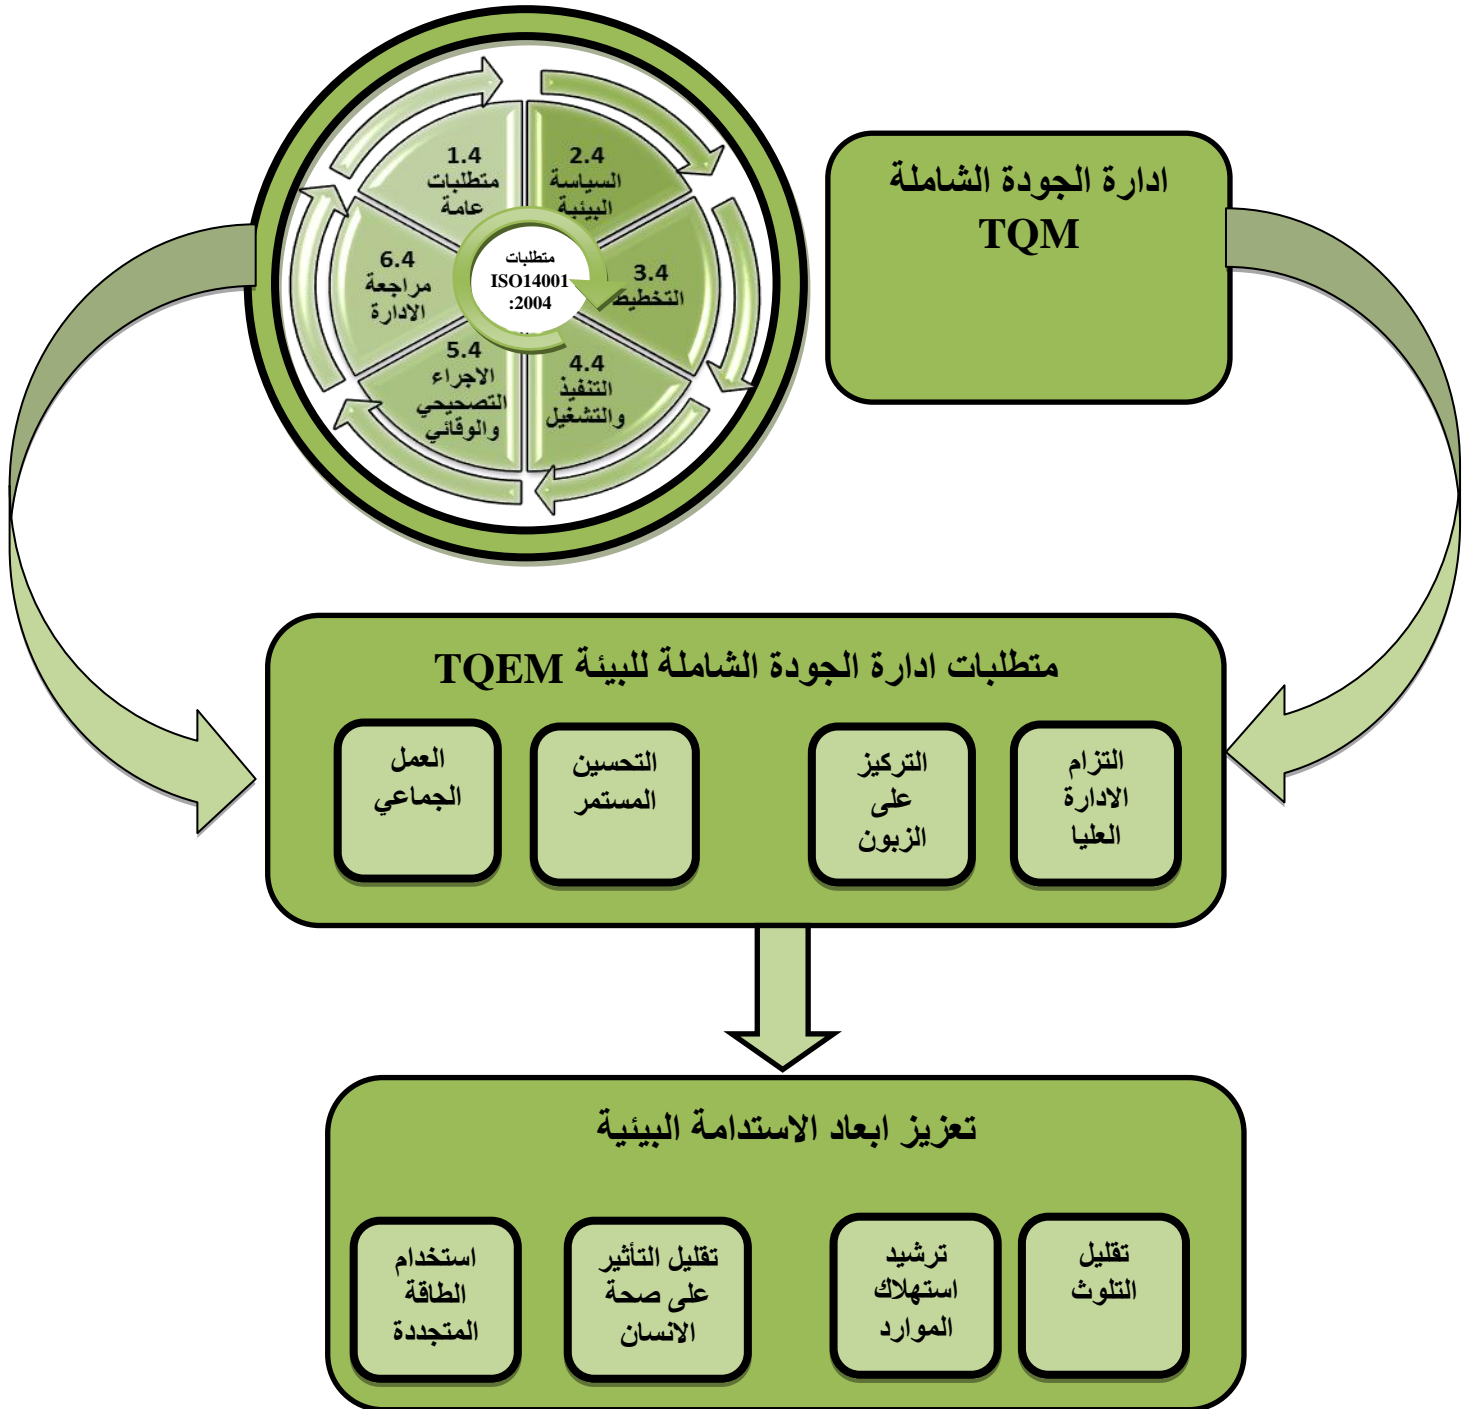 1.4
متطلبات
عامة
2.4
السياسة
البيئية
3.4
التخطيط
4.4
التنفيذ
والتشغيل
5.4
الاجراء
التصحيحي
والوقائي
6.4
مراجعة
الادارة
متطلبات
ISO14001
:2004
ادارة الجودة الشاملة
TQM
متطلبات ادارة الجودة الشاملة للبيئة TQEM
التزام
الادارة
العليا
التركيز
على
الزبون
التحسين
المستمر
العمل
الجماعي
تعزيز ابعاد الاستدامة البيئية
تقليل
التلوث
ترشيد
استهلاك
الموارد
تقليل التأثير
على صحة
الانسان
استخدام
الطاقة
المتجددة